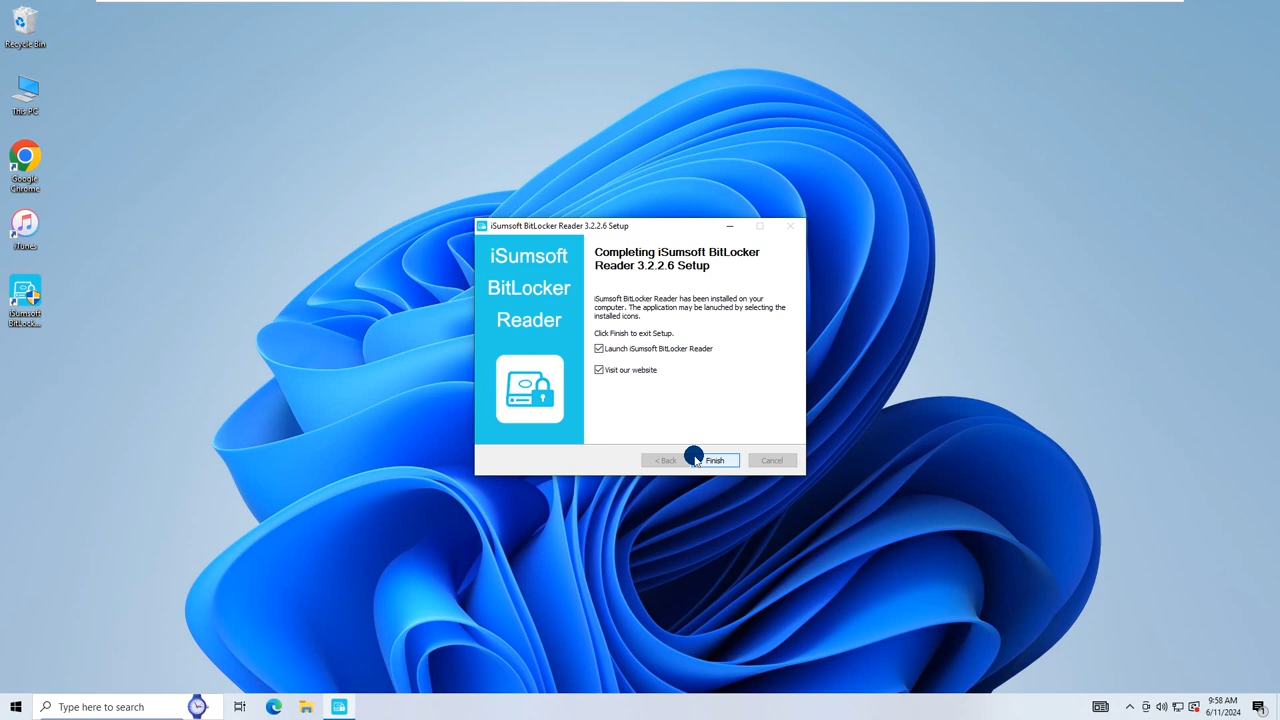 Recycle Bin
This PC
Google
Chrome
iTunes
iSumsoft
BitLock...
iSumsoft BitLocker Reader 3.2.2.6 Setup
iSumsoft
BitLocker
Reader
Completing iSumsoft BitLocker
Reader 3.2.2.6 Setup
iSumsoft BitLocker Reader has been installed on your
computer. The application may be lanuched by selecting the
installed icons.
Click Finish to exit Setup.
Launch iSumsoft BitLocker Reader
Visit our website
< Back
Finish
Cancel
Type here to search
9:58 AM
6/11/2024
1